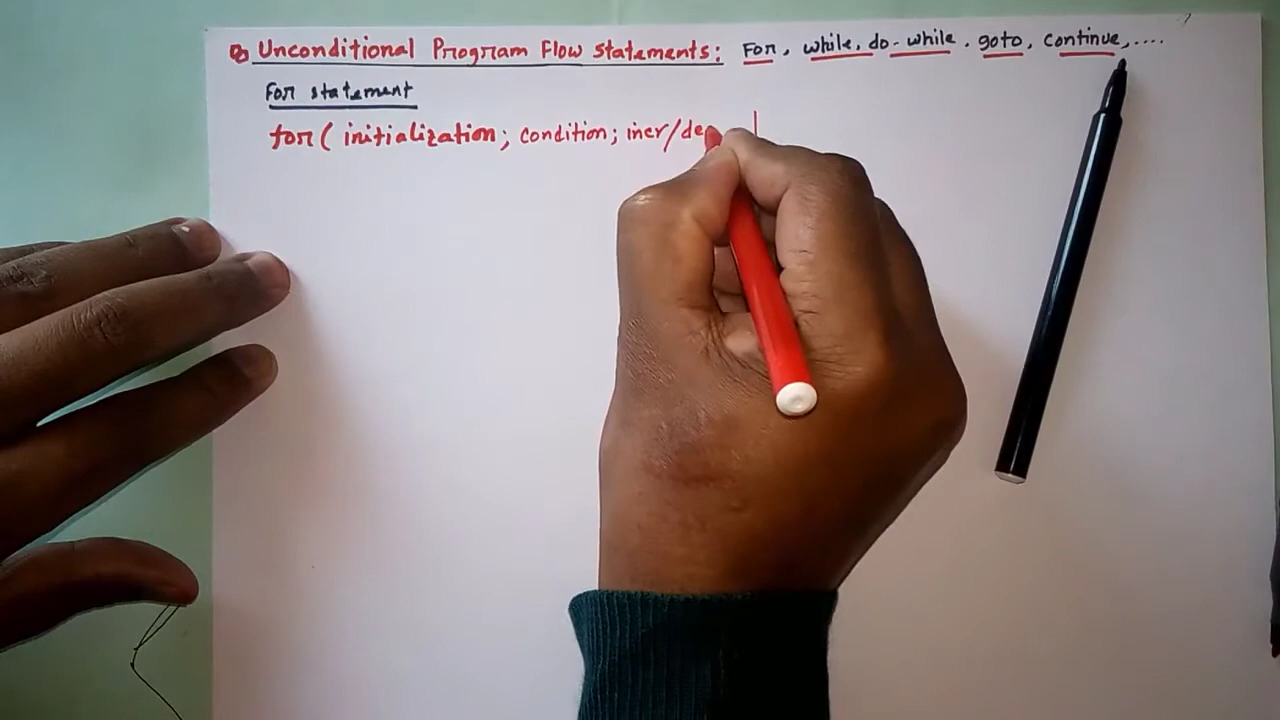 Unconditional Program Flow statements: For, while, do-while, goto, continue,....
For statement
for( initialization; condition; incr/de